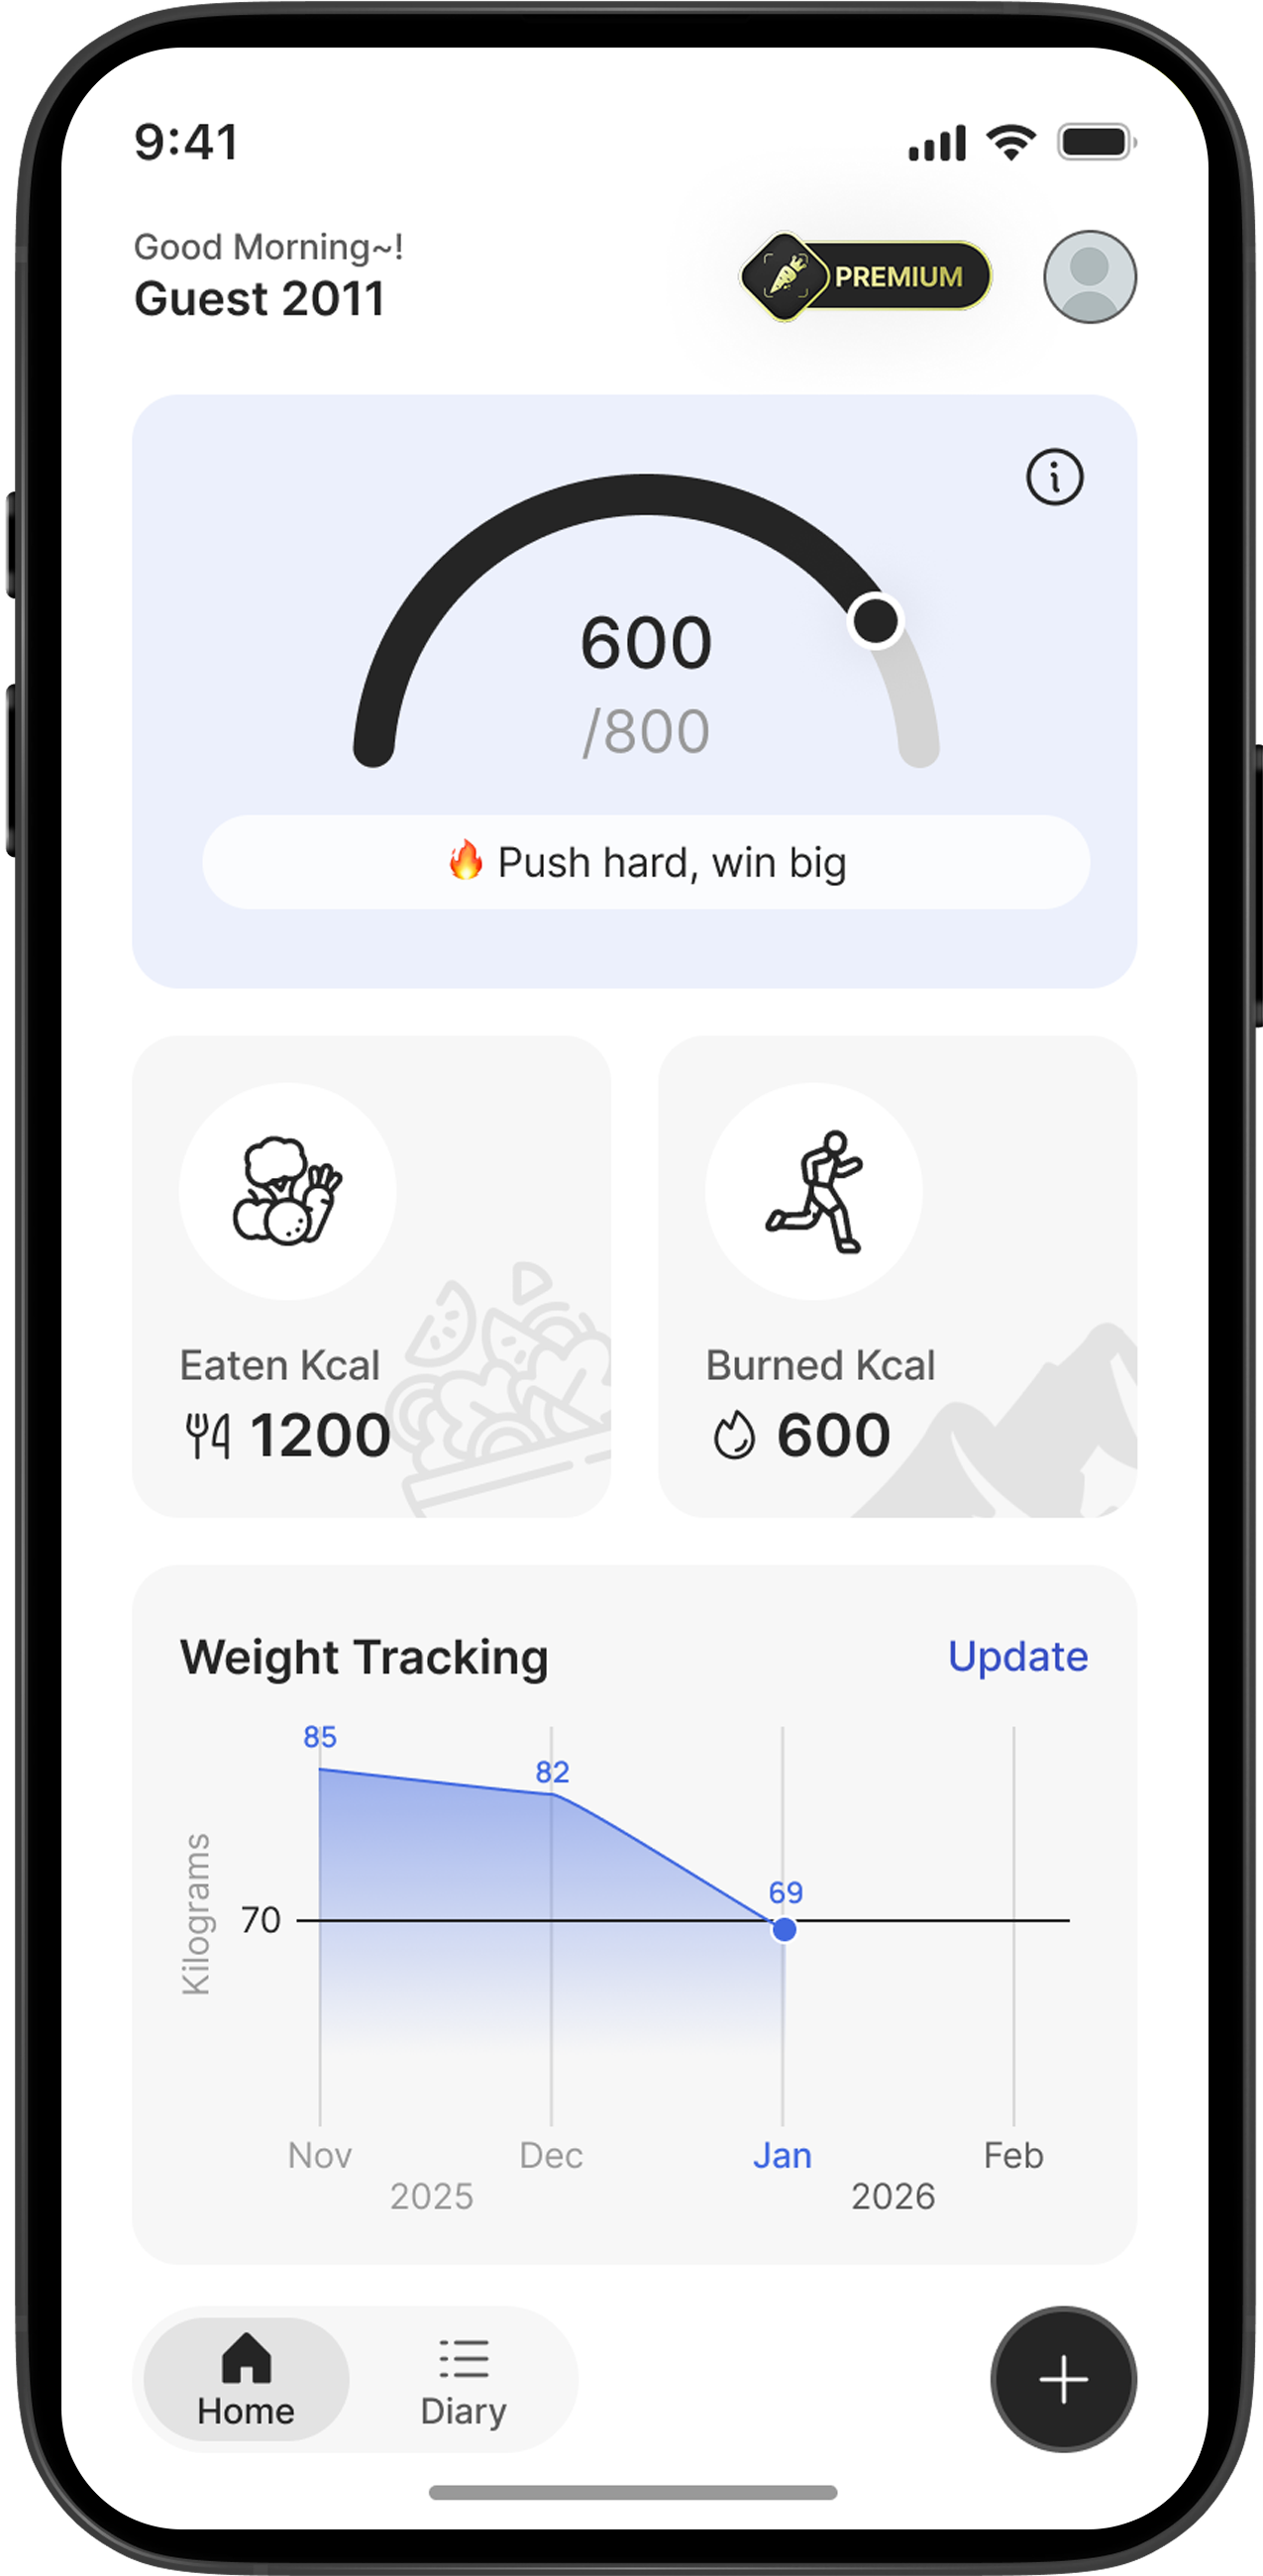 9:41
Good Morning~!
Guest 2011
PREMIUM
600
/800
🔥 Push hard, win big
Eaten Kcal
1200
Burned Kcal
600
Weight Tracking
Update
85
82
69
Kilograms
70
Nov
Dec
Jan
Feb
2025
2026
Home
Diary